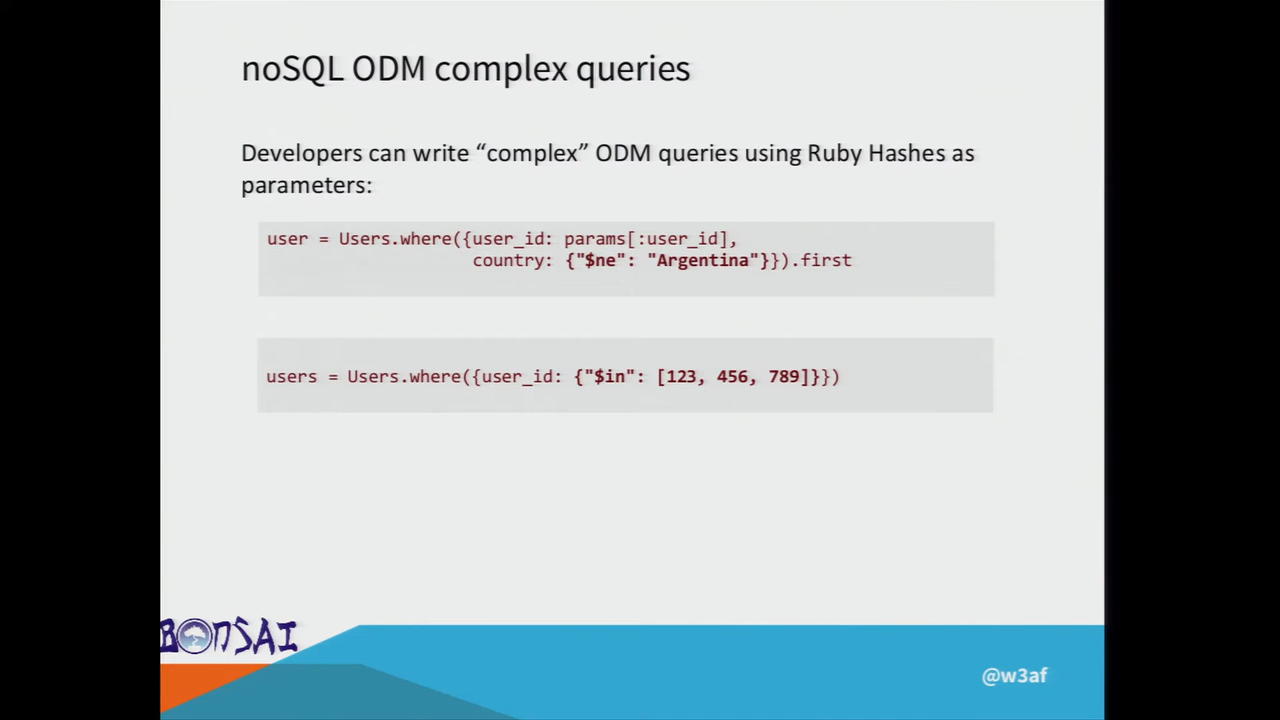 noSQL ODM complex queries
Developers can write “complex” ODM queries using Ruby Hashes as
parameters:
user = Users.where({user_id: params[:user_id],
country: {"$ne": "Argentina"}}).first
users = Users.where({user_id: {"$in": [123, 456, 789]}})
BONSAI
@w3af